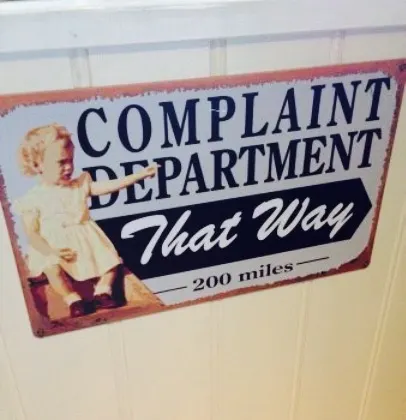 COMPLAINT
DEPARTMENT
That Way
200 miles